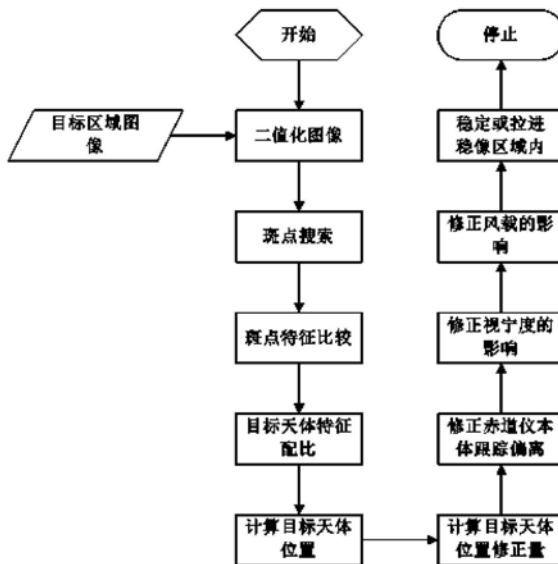 开始
目标区域图
像
二值化图像
斑点搜索
斑点特征比较
目标天体特征
配比
计算目标天体
位置
计算目标天体
位置修正量
修正赤道仪本
体跟踪偏离
修正视宁度的
影响
修正风载的影
响
稳定或拉进
稳像区域内
停止